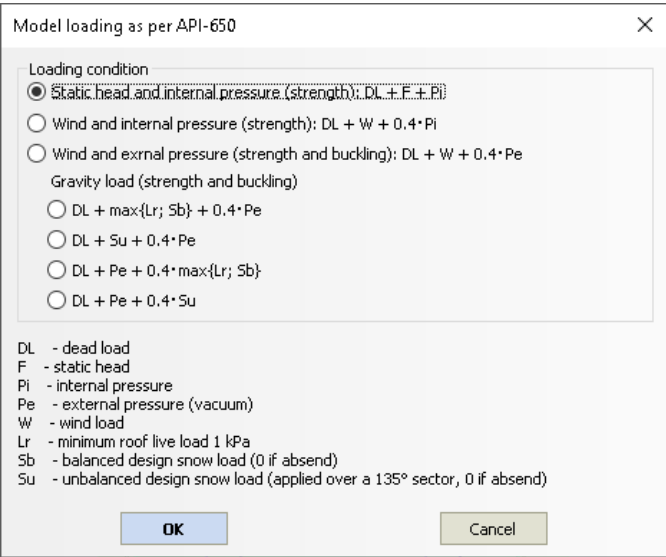 Model loading as per API-650
Loading condition
Static head and internal pressure (strength): DL + F + Pi
Wind and internal pressure (strength): DL + W + 0.4·Pi
Wind and exrnal pressure (strength and buckling): DL + W + 0.4·Pe
Gravity load (strength and buckling)
DL + max{Lr; Sb} + 0.4·Pe
DL + Su + 0.4·Pe
DL + Pe + 0.4·max{Lr; Sb}
DL + Pe + 0.4·Su
DL - dead load
F - static head
Pi - internal pressure
Pe - external pressure (vacuum)
W - wind load
Lr - minimum roof live load 1 kPa
Sb - balanced design snow load (0 if absend)
Su - unbalanced design snow load (applied over a 135° sector, 0 if absend)
OK Cancel